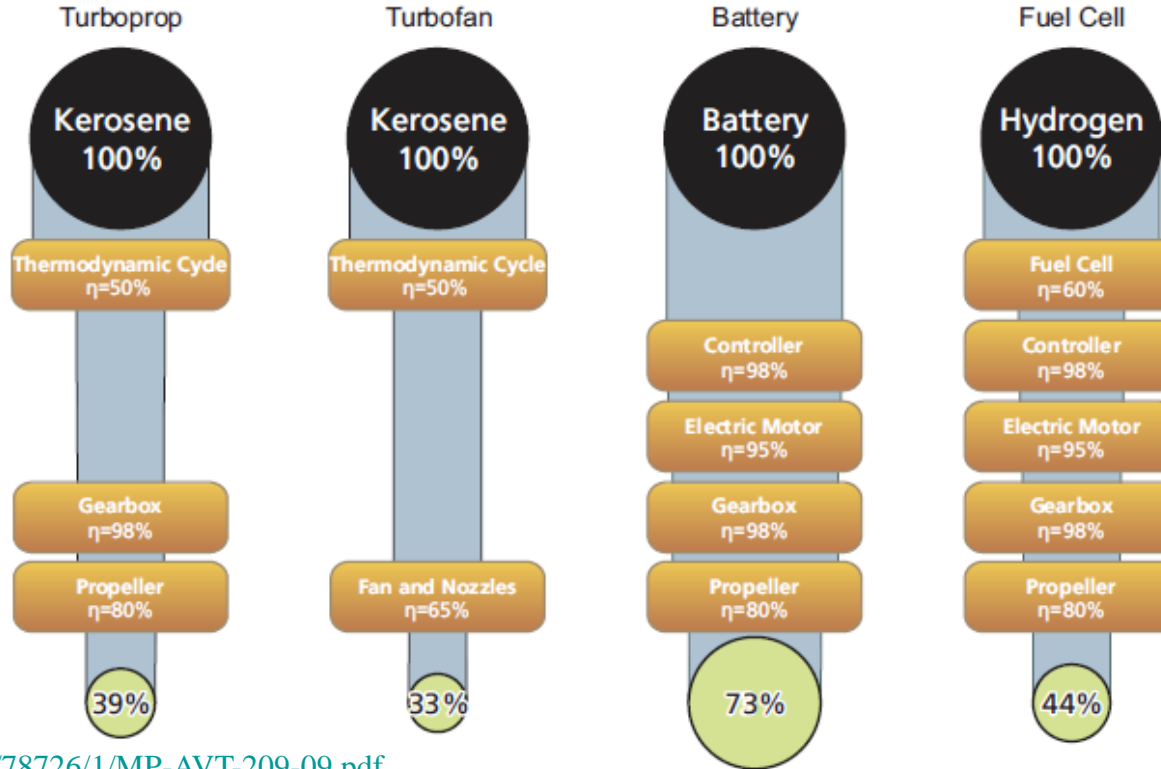 Turboprop
Kerosene
100%
Thermodynamic Cycle
η=50%
Gearbox
η=98%
Propeller
η=80%
39%
Turbofan
Kerosene
100%
Thermodynamic Cycle
η=50%
Fan and Nozzles
η=65%
33%
Battery
Battery
100%
Controller
η=98%
Electric Motor
η=95%
Gearbox
η=98%
Propeller
η=80%
73%
Fuel Cell
Hydrogen
100%
Fuel Cell
η=60%
Controller
η=98%
Electric Motor
η=95%
Gearbox
η=98%
Propeller
η=80%
44%
/78726/1/MP-AVT-209-09.pdf